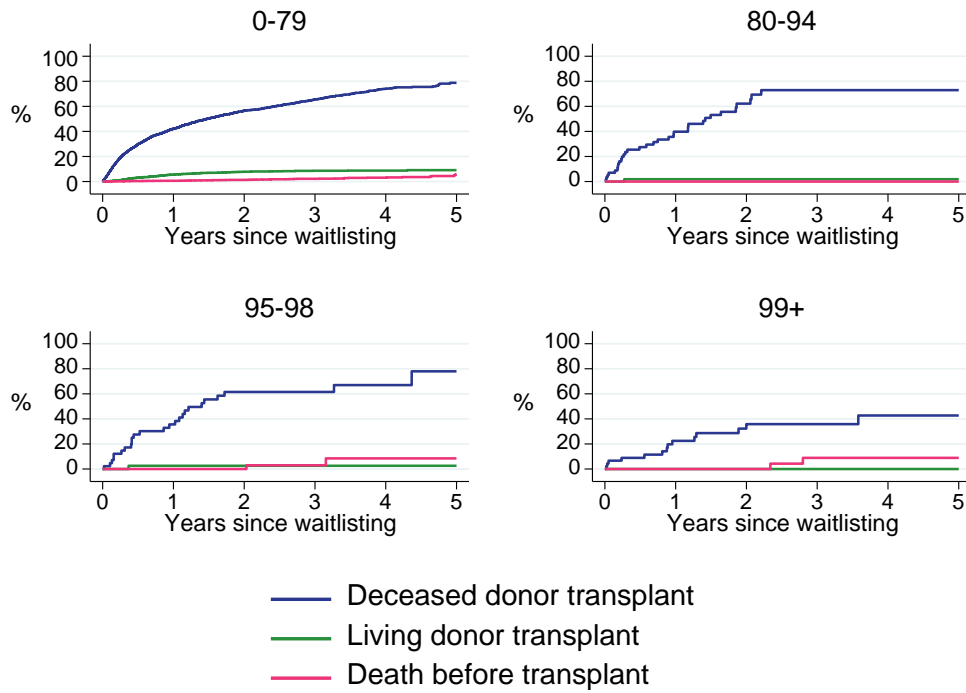 0-79
100
80
60
40
20
0
%
0 1 2 3 4 5
Years since waitlisting
80-94
100
80
60
40
20
0
%
0 1 2 3 4 5
Years since waitlisting
95-98
100
80
60
40
20
0
%
0 1 2 3 4 5
Years since waitlisting
99+
100
80
60
40
20
0
%
0 1 2 3 4 5
Years since waitlisting
Deceased donor transplant
Living donor transplant
Death before transplant